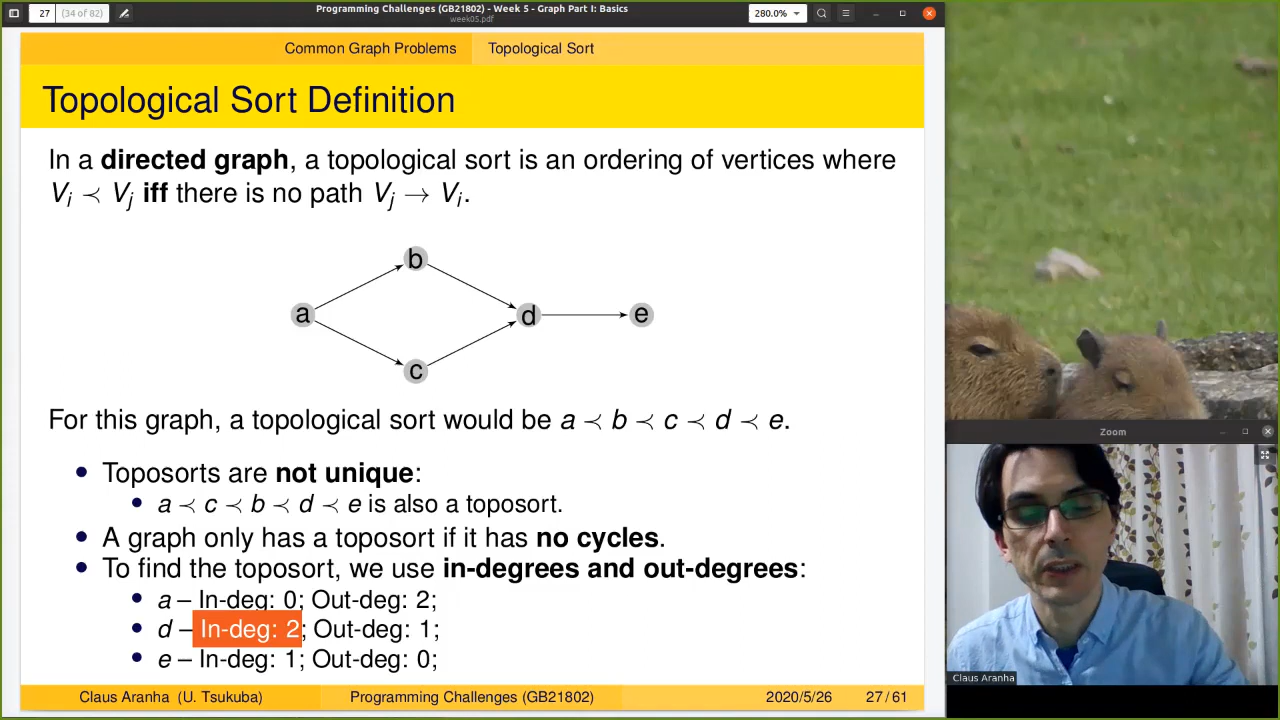 Programming Challenges (GB21802) - Week 5 - Graph Part I: Basics
week05.pdf
27 (34 of 82)
280.0%
Common Graph Problems Topological Sort
Topological Sort Definition
In a directed graph, a topological sort is an ordering of vertices where
Vi ≺ Vj iff there is no path Vj → Vi.
b
a d e
c
For this graph, a topological sort would be a ≺ b ≺ c ≺ d ≺ e.
• Toposorts are not unique:
• a ≺ c ≺ b ≺ d ≺ e is also a toposort.
• A graph only has a toposort if it has no cycles.
• To find the toposort, we use in-degrees and out-degrees:
• a – In-deg: 0; Out-deg: 2;
• d – In-deg: 2; Out-deg: 1;
• e – In-deg: 1; Out-deg: 0;
Claus Aranha (U. Tsukuba) Programming Challenges (GB21802) 2020/5/26 27/61
Zoom
Claus Aranha